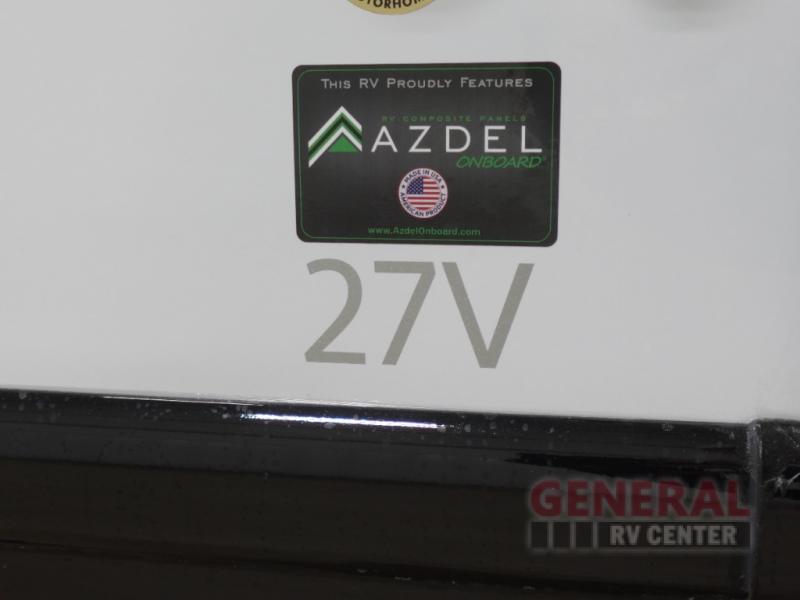 THIS RV PROUDLY FEATURES
RV COMPOSITE PANELS
AZDEL
ONBOARD®
MADE IN USA
AMERICAN PRODUCT
www.AzdelOnboard.com
27V
GENERAL
RV CENTER